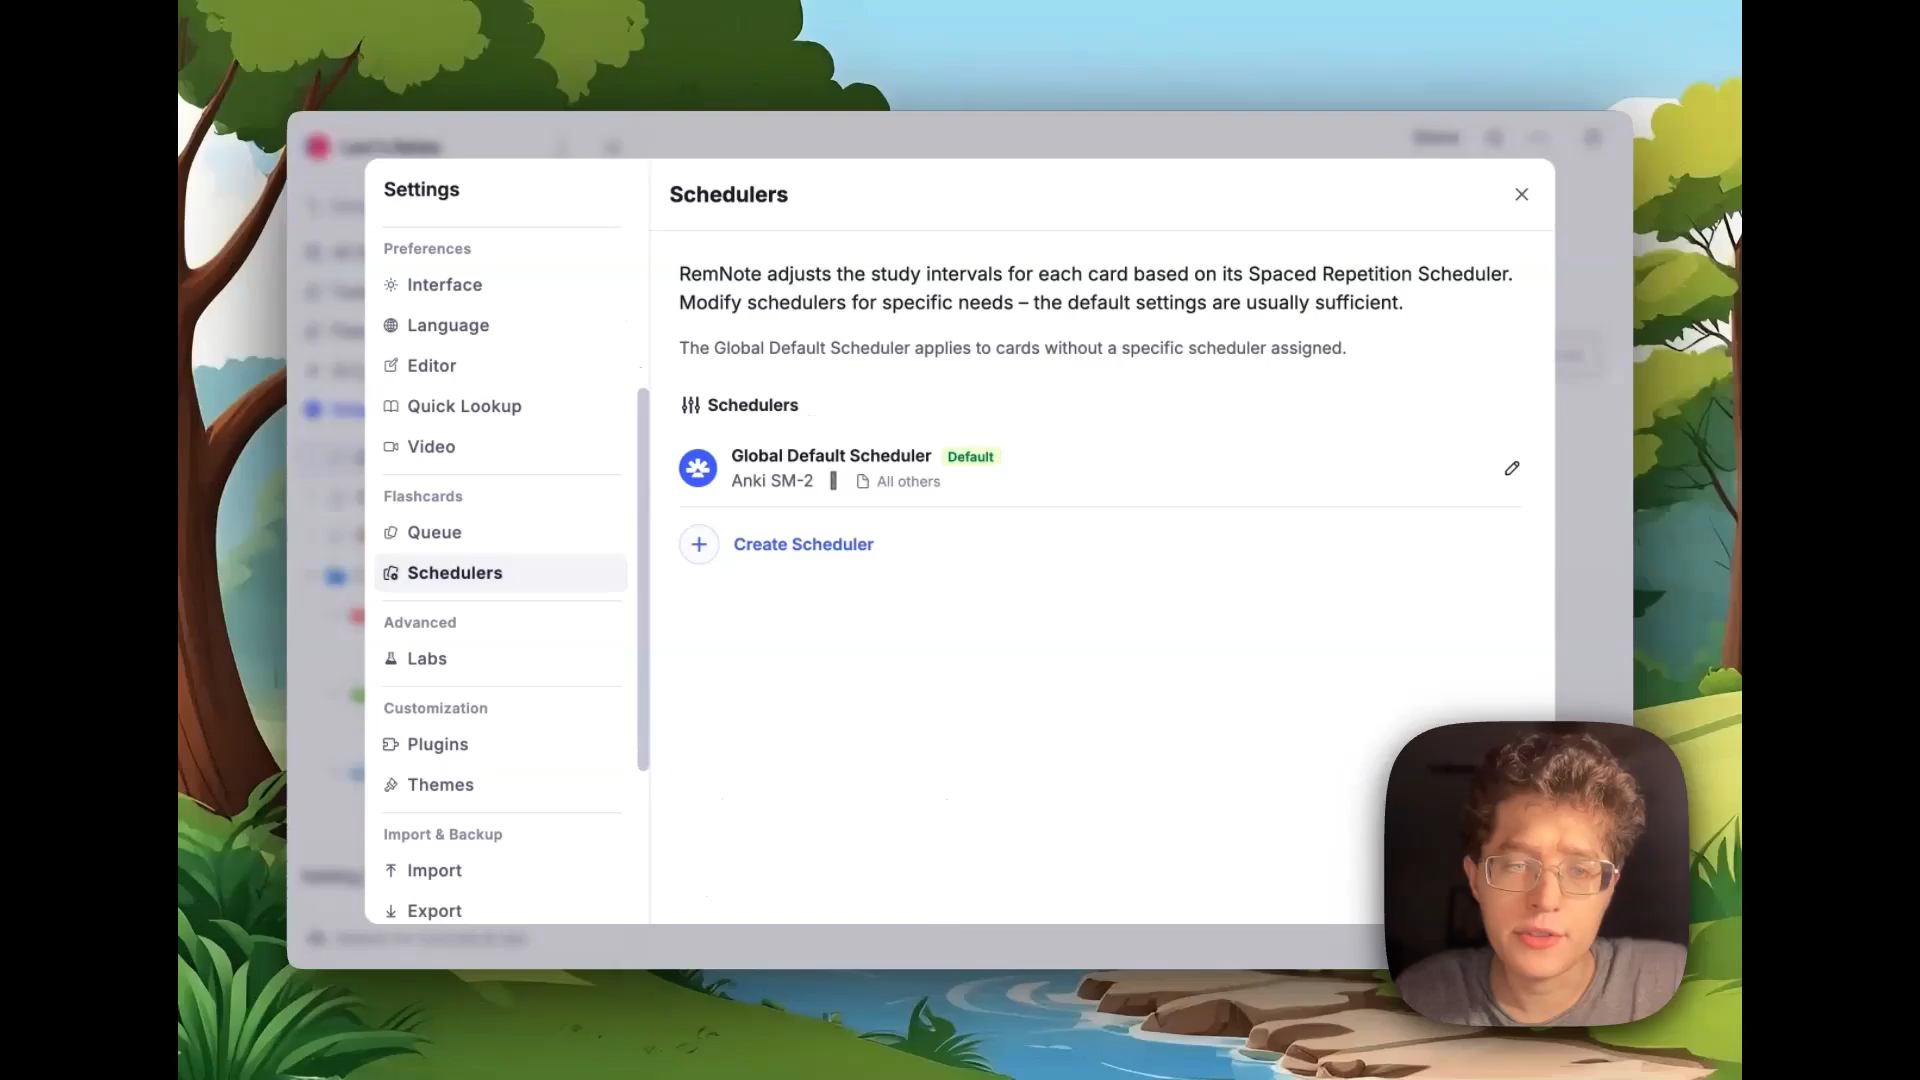 Settings
Preferences
Interface
Language
Editor
Quick Lookup
Video
Flashcards
Queue
Schedulers
Advanced
Labs
Customization
Plugins
Themes
Import & Backup
Import
Export
Schedulers
RemNote adjusts the study intervals for each card based on its Spaced Repetition Scheduler.
Modify schedulers for specific needs – the default settings are usually sufficient.
The Global Default Scheduler applies to cards without a specific scheduler assigned.
Schedulers
Global Default Scheduler Default
Anki SM-2 All others
Create Scheduler